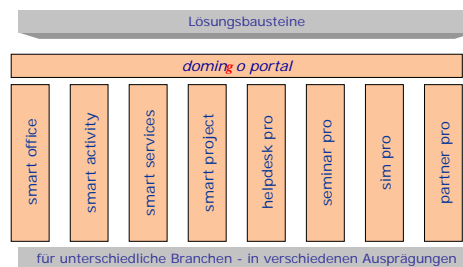 Lösungsbausteine
domingo portal
smart office
smart activity
smart services
smart project
helpdesk pro
seminar pro
sim pro
partner pro
für unterschiedliche Branchen - in verschiedenen Ausprägungen